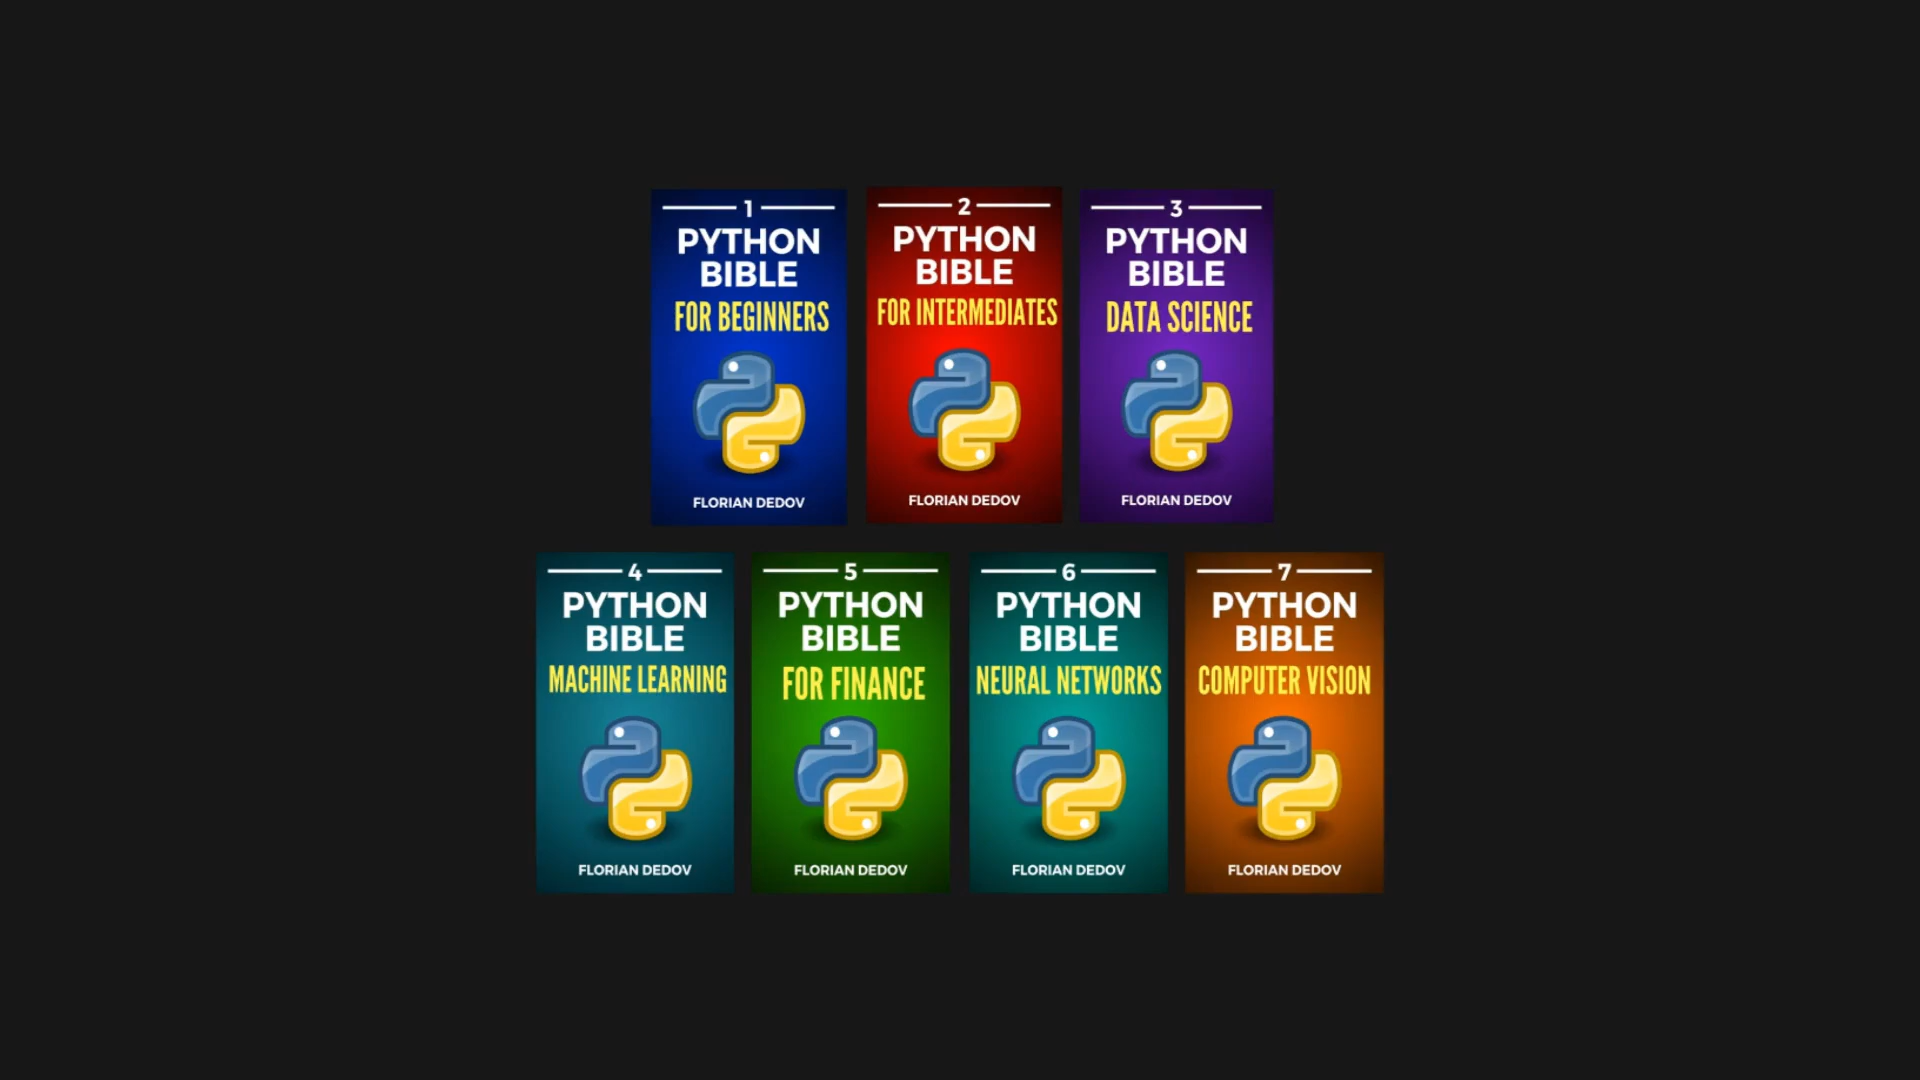 1
PYTHON
BIBLE
FOR BEGINNERS
FLORIAN DEDOV
2
PYTHON
BIBLE
FOR INTERMEDIATES
FLORIAN DEDOV
3
PYTHON
BIBLE
DATA SCIENCE
FLORIAN DEDOV
4
PYTHON
BIBLE
MACHINE LEARNING
FLORIAN DEDOV
5
PYTHON
BIBLE
FOR FINANCE
FLORIAN DEDOV
6
PYTHON
BIBLE
NEURAL NETWORKS
FLORIAN DEDOV
7
PYTHON
BIBLE
COMPUTER VISION
FLORIAN DEDOV